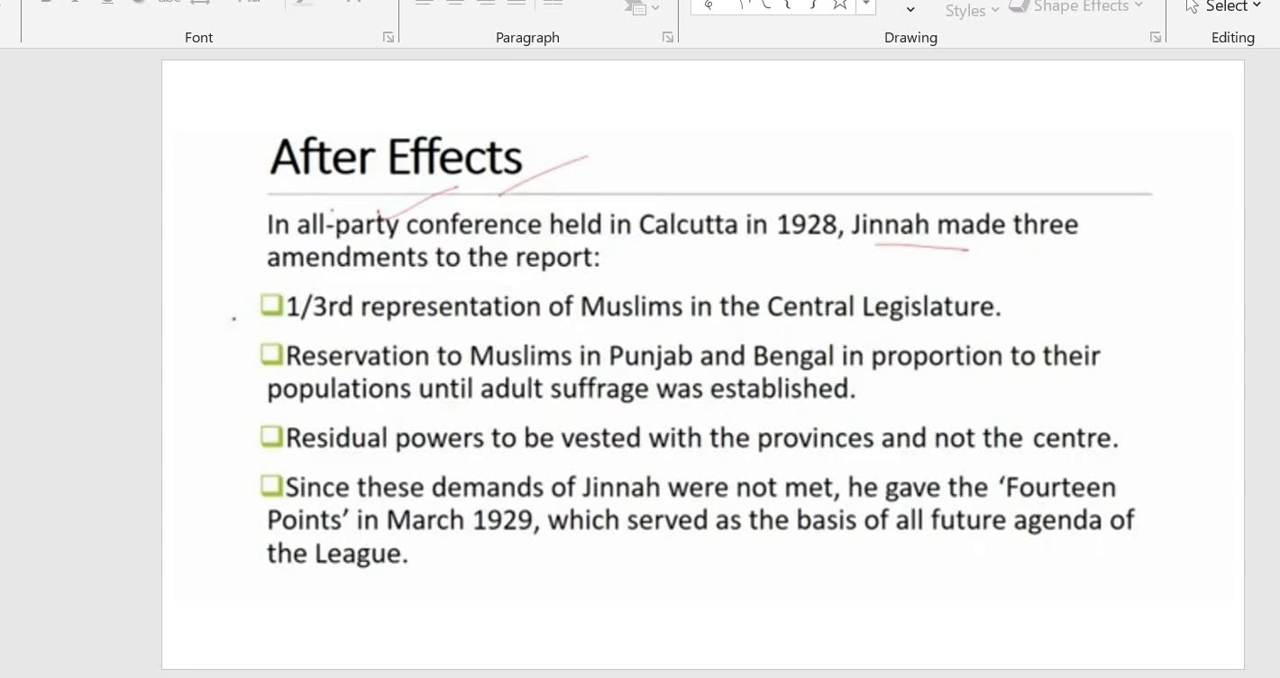 Styles Shape Effects Select
Font Paragraph Drawing Editing
After Effects
In all-party conference held in Calcutta in 1928, Jinnah made three
amendments to the report:
1/3rd representation of Muslims in the Central Legislature.
Reservation to Muslims in Punjab and Bengal in proportion to their
populations until adult suffrage was established.
Residual powers to be vested with the provinces and not the centre.
Since these demands of Jinnah were not met, he gave the ‘Fourteen
Points’ in March 1929, which served as the basis of all future agenda of
the League.